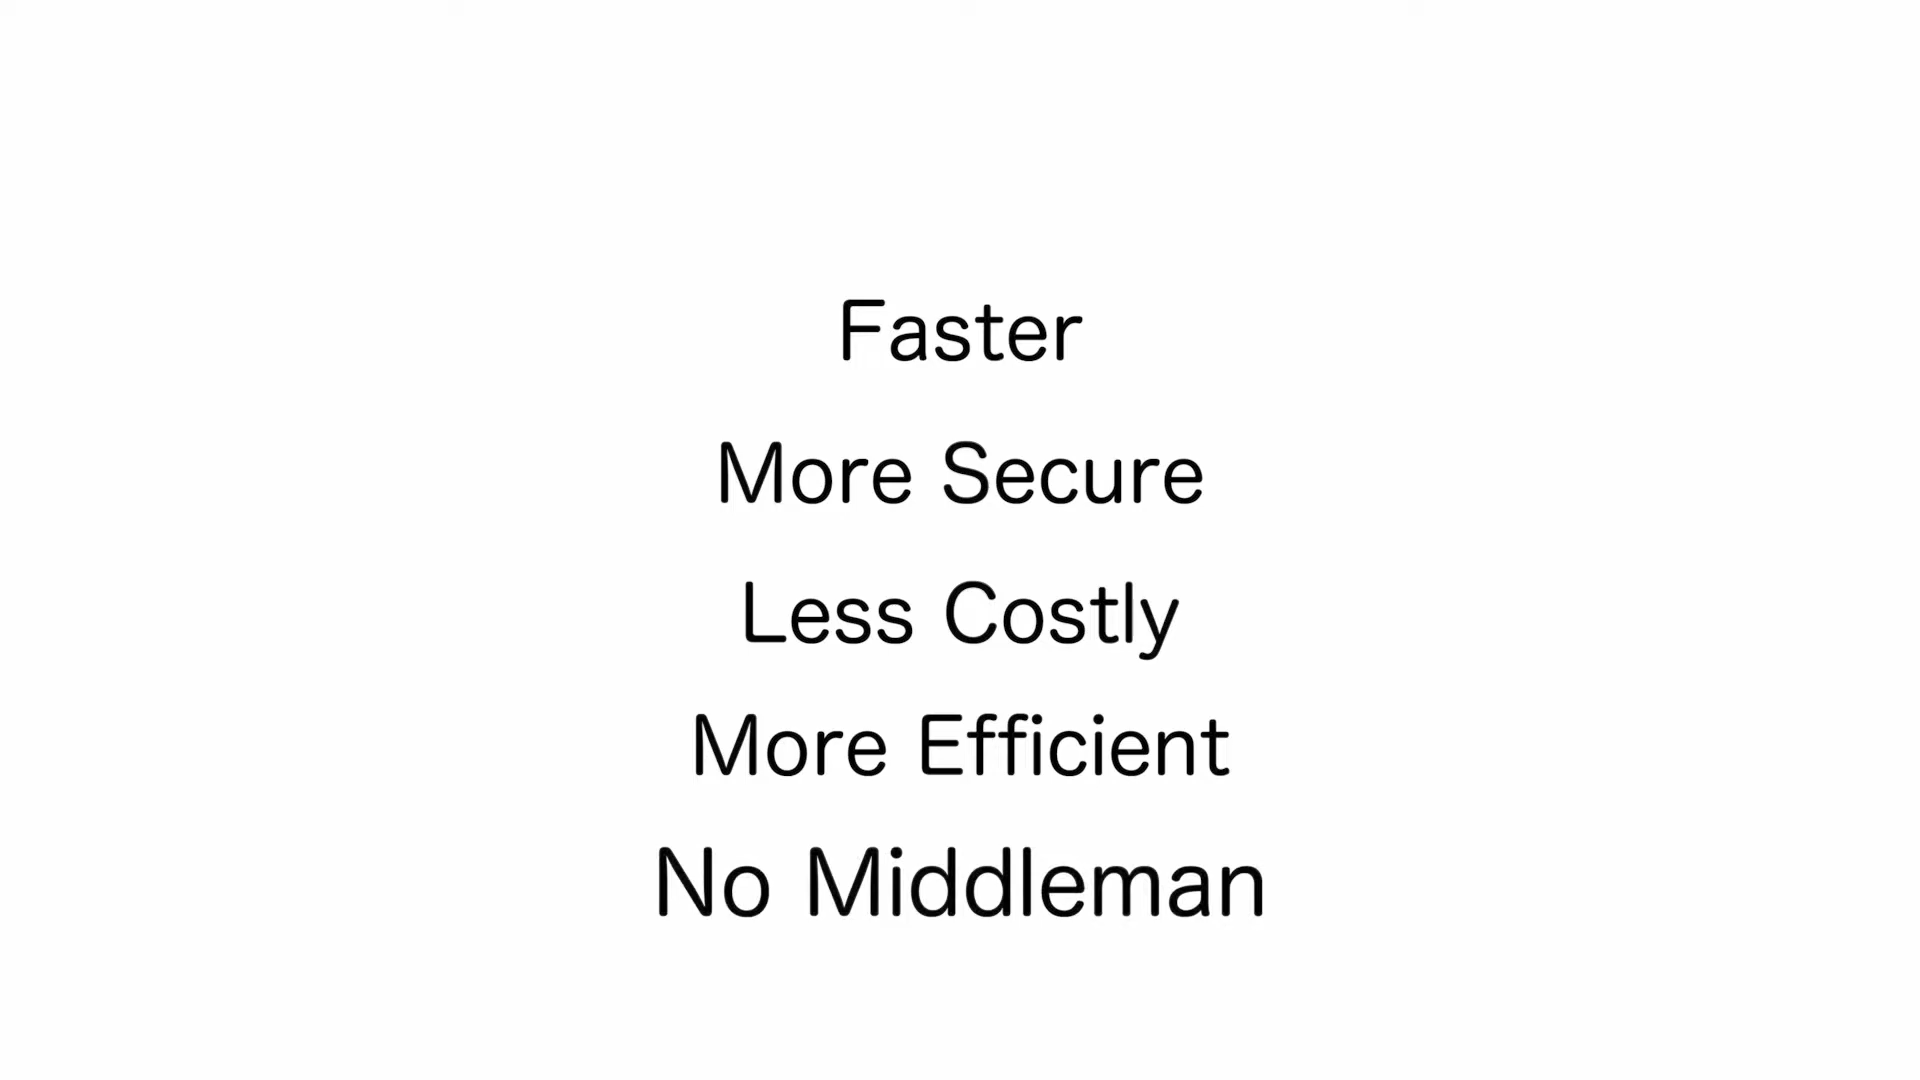 Faster
More Secure
Less Costly
More Efficient
No Middleman